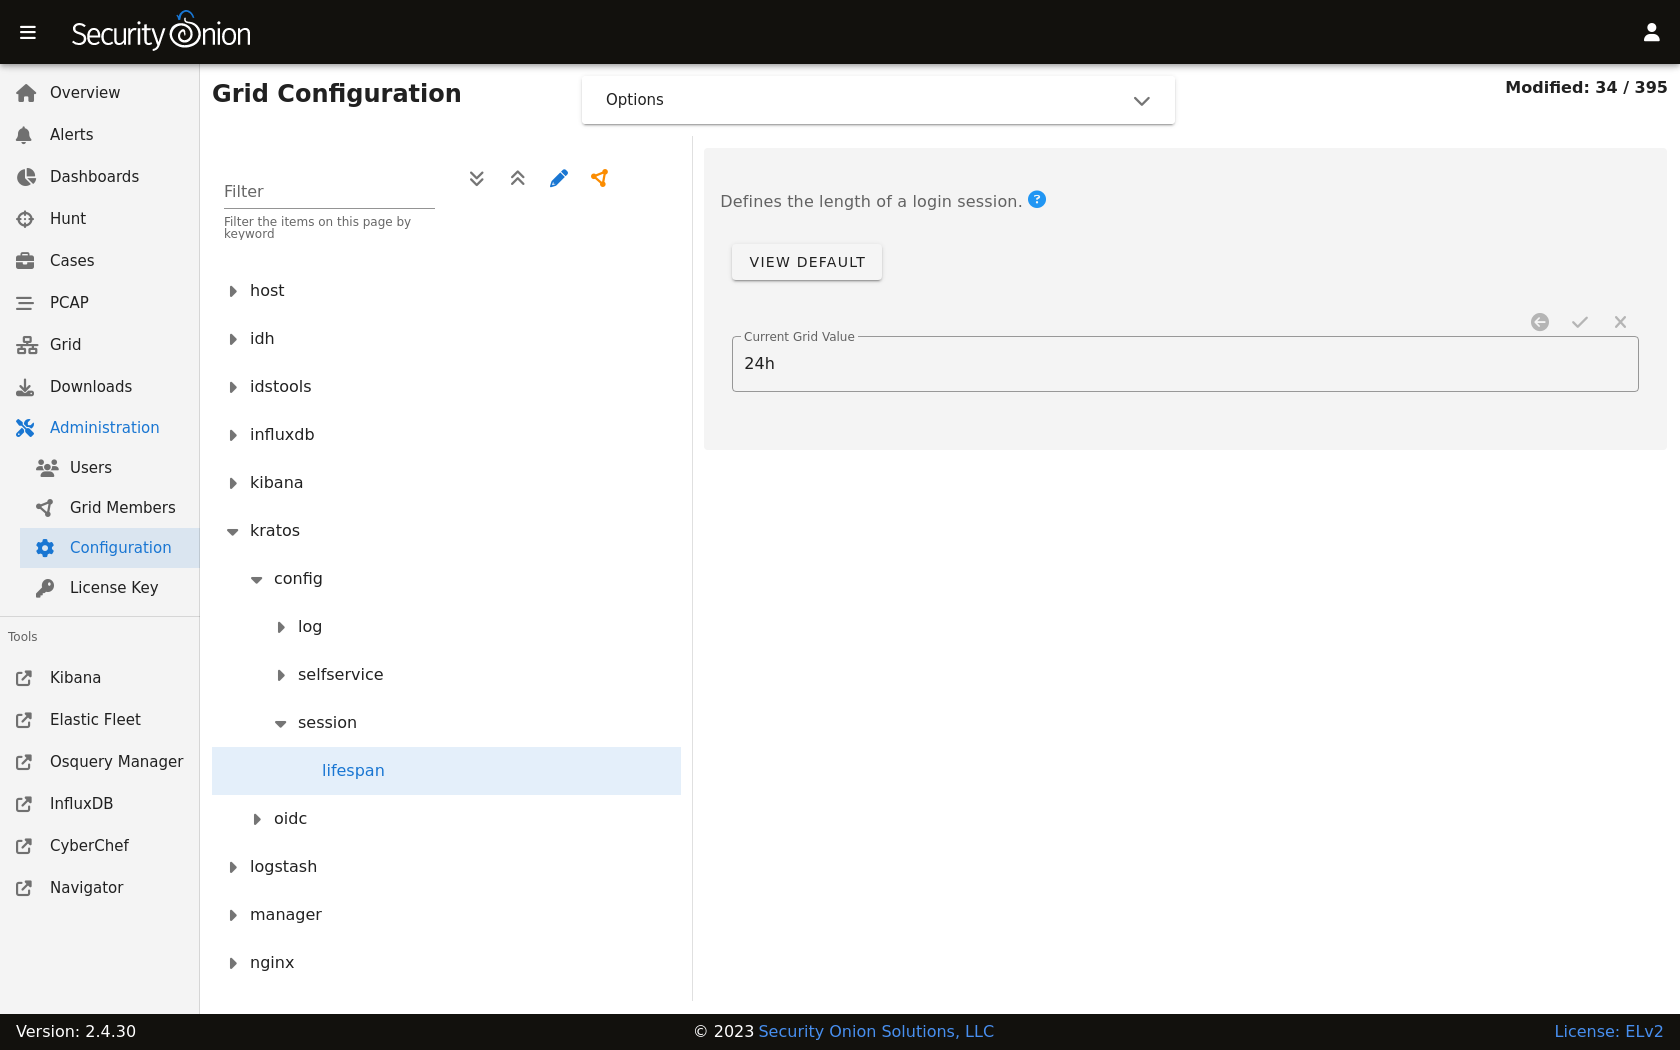 Security Onion
Overview
Alerts
Dashboards
Hunt
Cases
PCAP
Grid
Downloads
Administration
Users
Grid Members
Configuration
License Key
Tools
Kibana
Elastic Fleet
Osquery Manager
InfluxDB
CyberChef
Navigator
Grid Configuration
Options
Modified: 34 / 395
Filter
Filter the items on this page by
keyword
host
idh
idstools
influxdb
kibana
kratos
config
log
selfservice
session
lifespan
oidc
logstash
manager
nginx
Defines the length of a login session. ?
VIEW DEFAULT
Current Grid Value
24h
Version: 2.4.30
© 2023 Security Onion Solutions, LLC
License: ELv2